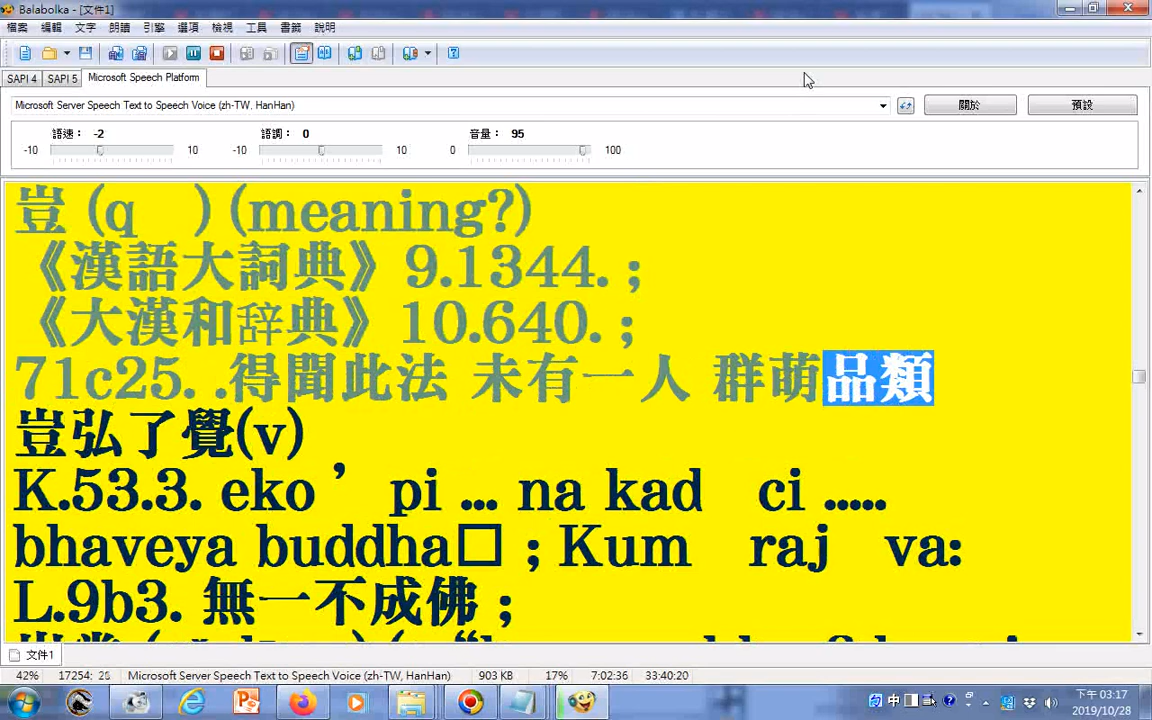 Balabolka - [文件1]
檔案 編輯 文字 朗讀 引擎 選項 檢視 工具 書籤 說明
SAPI 4 SAPI 5 Microsoft Speech Platform
Microsoft Server Speech Text to Speech Voice (zh-TW, HanHan) 關於 預設
語速： -2 語調： 0 音量： 95
-10 10 -10 10 0 100
豈 (q ) (meaning?)
《漢語大詞典》 9.1344. ;
《大漢和辞典》 10.640. ;
71c25. .得聞此法 未有一人 群萌品類
豈弘了覺(v)
K.53.3. eko ’ pi ... na kad ci .....
bhaveya buddha□ ; Kum raj va:
L.9b3. 無一不成佛 ;
文件1
42% 17254: Microsoft Server Speech Text to Speech Voice (zh-TW, HanHan) 903 KB 17% 7:02:36 33:40:20
中 下午 03:17
2019/10/28